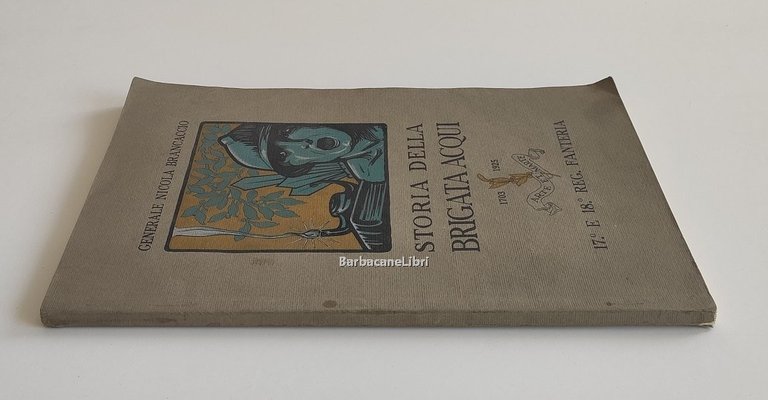 GENERALE NICOLA BRANCACCIO
STORIA DELLA
BRIGATA ACQUI
1703 1925
17.º E 18.º REG. FANTERIA
BarbacaneLibri